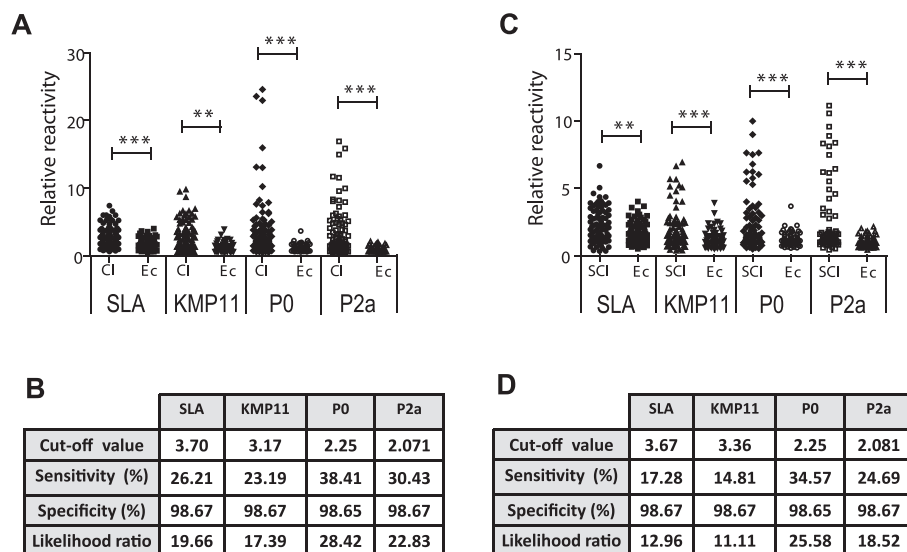 A
Relative reactivity
30
20
10
0
***
**
***
***
CI Ec CI Ec CI Ec CI Ec
SLA KMP11 P0 P2a
C
Relative reactivity
15
10
5
0
**
***
***
***
SCI Ec SCI Ec SCI Ec SCI Ec
SLA KMP11 P0 P2a
B
SLA KMP11 P0 P2a
Cut-off value 3.70 3.17 2.25 2.071
Sensitivity (%) 26.21 23.19 38.41 30.43
Specificity (%) 98.67 98.67 98.65 98.67
Likelihood ratio 19.66 17.39 28.42 22.83
D
SLA KMP11 P0 P2a
Cut-off value 3.67 3.36 2.25 2.081
Sensitivity (%) 17.28 14.81 34.57 24.69
Specificity (%) 98.67 98.67 98.65 98.67
Likelihood ratio 12.96 11.11 25.58 18.52